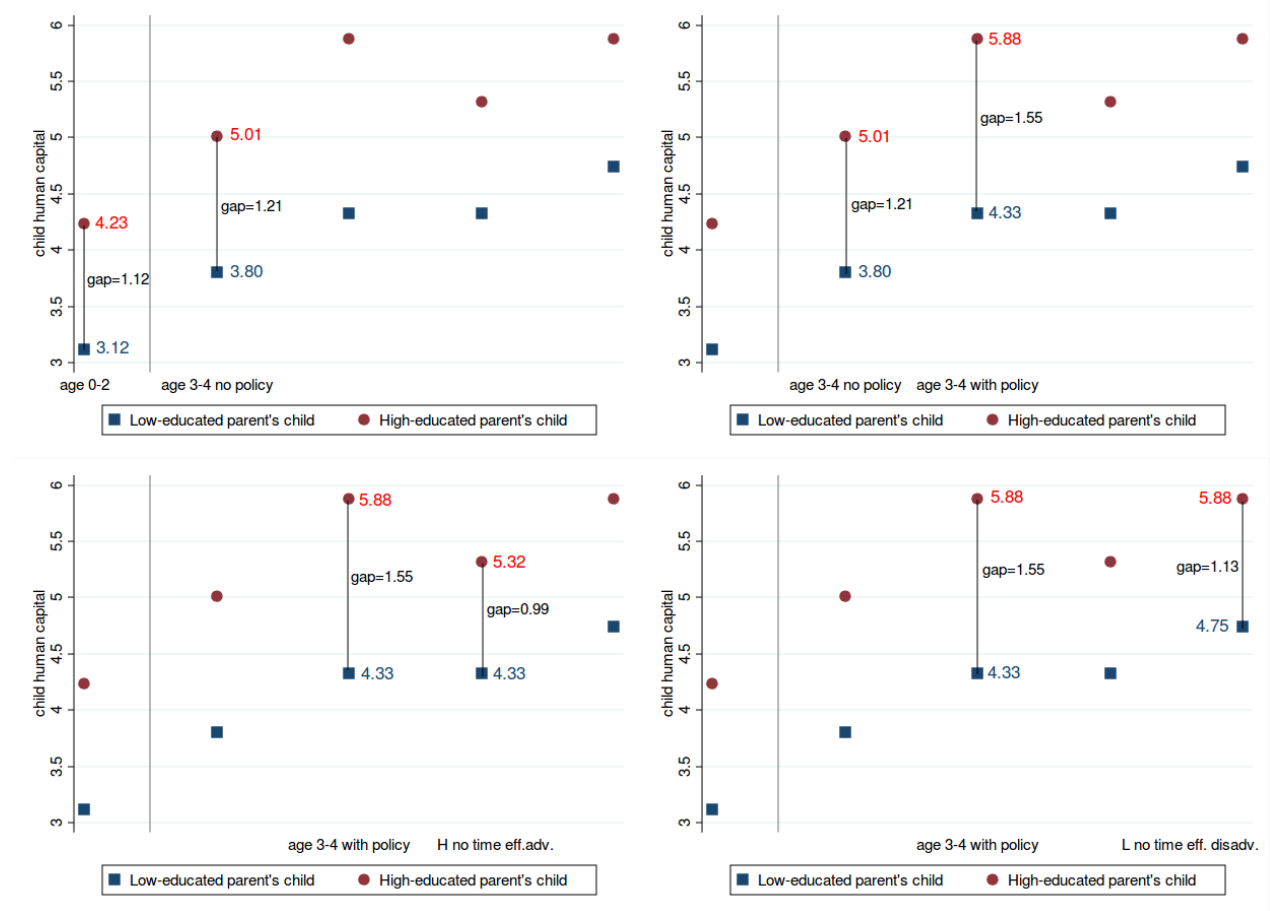 child human capital
6
5.5
5
4.5
4
3.5
3
5.01
4.23
gap=1.21
gap=1.12
3.80
3.12
age 0-2
age 3-4 no policy
Low-educated parent's child
High-educated parent's child
child human capital
6
5.5
5
4.5
4
3.5
3
5.88
gap=1.55
5.01
gap=1.21
4.33
3.80
age 3-4 no policy
age 3-4 with policy
Low-educated parent's child
High-educated parent's child
child human capital
6
5.5
5
4.5
4
3.5
3
5.88
gap=1.55
5.32
gap=0.99
4.33
4.33
age 3-4 with policy
H no time eff.adv.
Low-educated parent's child
High-educated parent's child
child human capital
6
5.5
5
4.5
4
3.5
3
5.88
5.88
gap=1.55
gap=1.13
4.75
4.33
age 3-4 with policy
L no time eff. disadv.
Low-educated parent's child
High-educated parent's child